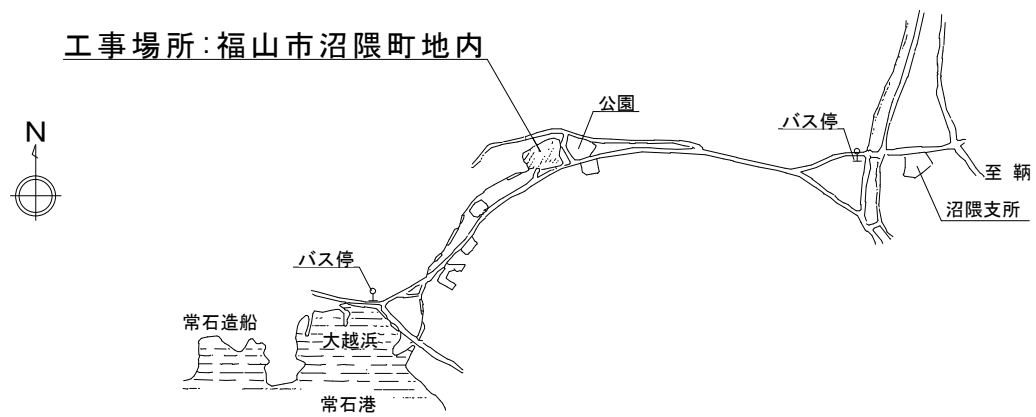 工事場所:福山市沼隈町地内
公園
バス停
N
至 鞆
沼隈支所
バス停
常石造船
大越浜
常石港